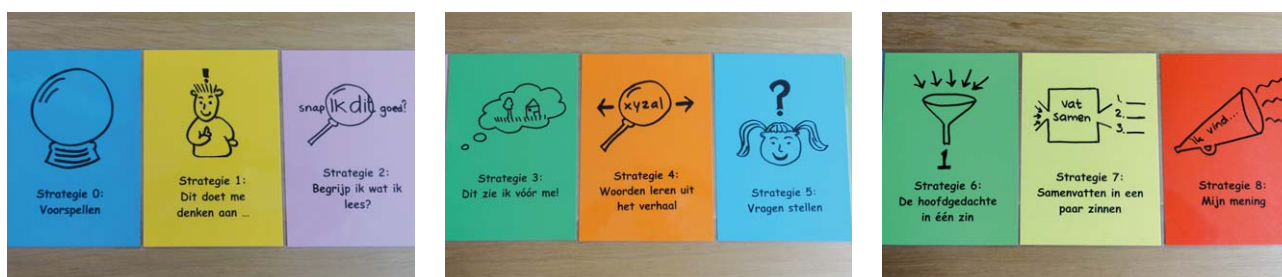 Strategie 0:
Voorspellen
!
Strategie 1:
Dit doet me
denken aan ...
snap Ik dit goed?
Strategie 2:
Begrijp ik wat ik
lees?
Strategie 3:
Dit zie ik vóór me!
xyzal
Strategie 4:
Woorden leren uit
het verhaal
?
Strategie 5:
Vragen stellen
1
Strategie 6:
De hoofdgedachte
in één zin
vat
samen
1.
2.
3.
Strategie 7:
Samenvatten in een
paar zinnen
Ik vind...
Strategie 8:
Mijn mening